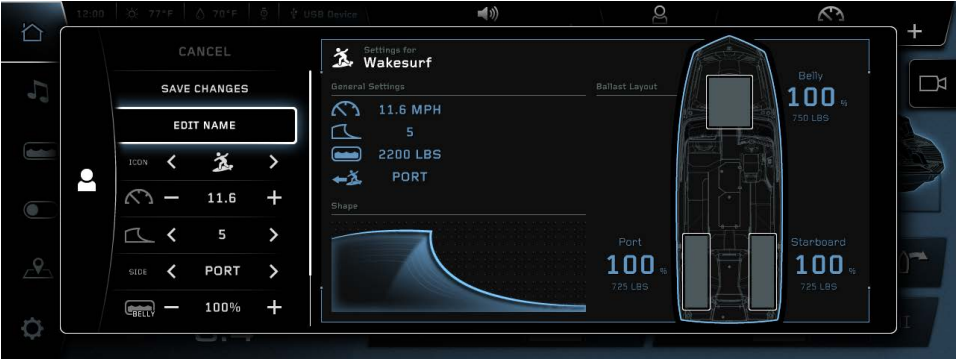 12:00 77°F 70°F USB Device
CANCEL
SAVE CHANGES
EDIT NAME
ICON
11.6
5
SIDE PORT
BELLY 100%
Settings for
Wakesurf
General Settings
11.6 MPH
5
2200 LBS
PORT
Shape
Ballast Layout
Belly
100 %
750 LBS
Port
100 %
725 LBS
Starboard
100 %
725 LBS